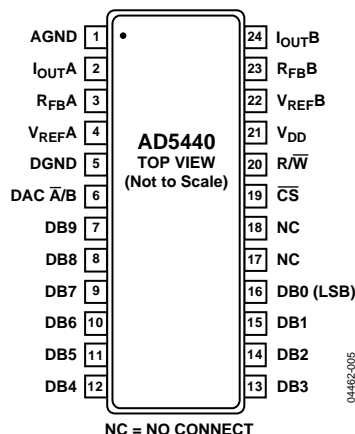 AGND 1 24 IOUTB
IOUTA 2 23 RFBB
RFBA 3 22 VREFB
VREFA 4 21 VDD
DGND 5 20 R/W̅
DAC A̅/B 6 19 C̅S̅
DB9 7 18 NC
DB8 8 17 NC
DB7 9 16 DB0 (LSB)
DB6 10 15 DB1
DB5 11 14 DB2
DB4 12 13 DB3
AD5440
TOP VIEW
(Not to Scale)
NC = NO CONNECT
04462-005